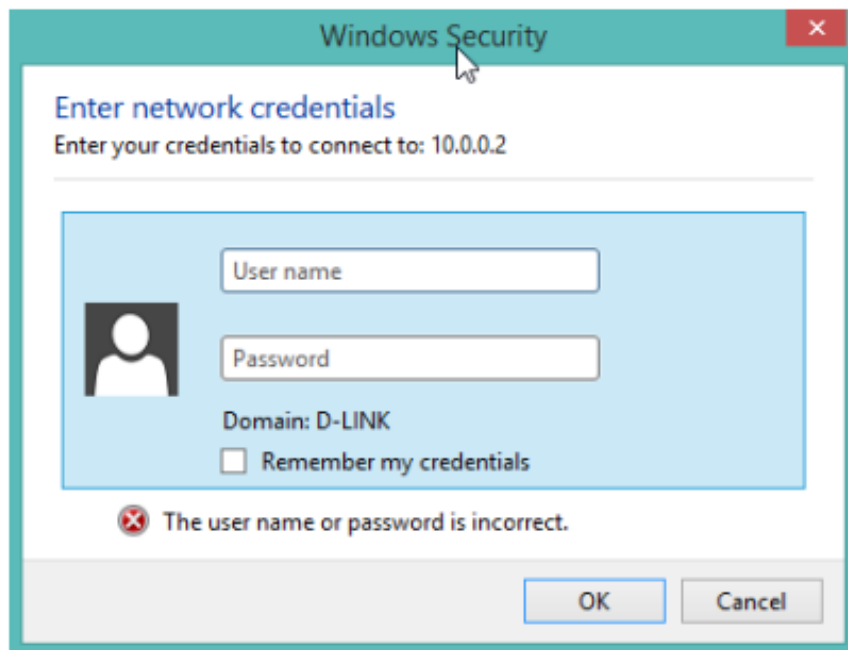 Windows Security
Enter network credentials
Enter your credentials to connect to: 10.0.0.2
User name
Password
Domain: D-LINK
Remember my credentials
The user name or password is incorrect.
OK
Cancel